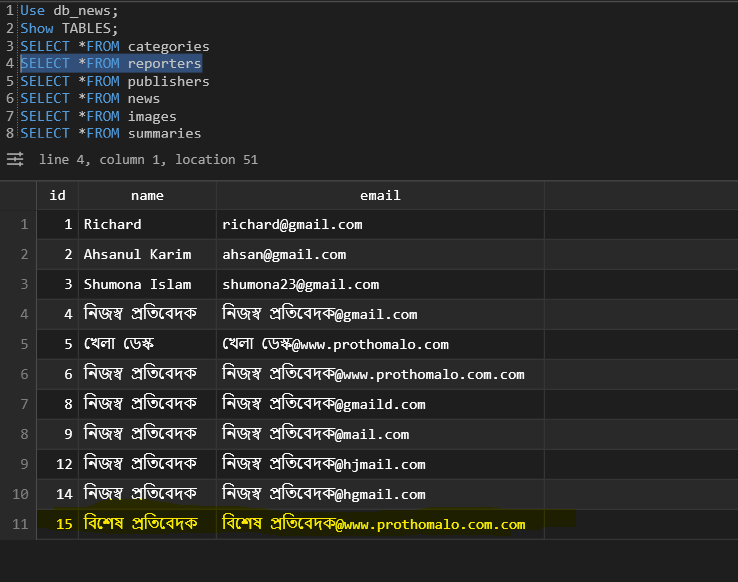 1 Use db_news;
2 Show TABLES;
3 SELECT *FROM categories
4 SELECT *FROM reporters
5 SELECT *FROM publishers
6 SELECT *FROM news
7 SELECT *FROM images
8 SELECT *FROM summaries
line 4, column 1, location 51
id name email
1 1 Richard richard@gmail.com
2 2 Ahsanul Karim ahsan@gmail.com
3 3 Shumona Islam shumona23@gmail.com
4 4 নিজস্ব প্রতিবেদক নিজস্ব প্রতিবেদক@gmail.com
5 5 খেলা ডেস্ক খেলা ডেস্ক@www.prothomalo.com
6 6 নিজস্ব প্রতিবেদক নিজস্ব প্রতিবেদক@www.prothomalo.com.com
7 8 নিজস্ব প্রতিবেদক নিজস্ব প্রতিবেদক@gmaild.com
8 9 নিজস্ব প্রতিবেদক নিজস্ব প্রতিবেদক@mail.com
9 12 নিজস্ব প্রতিবেদক নিজস্ব প্রতিবেদক@hjmail.com
10 14 নিজস্ব প্রতিবেদক নিজস্ব প্রতিবেদক@hgmail.com
11 15 বিশেষ প্রতিবেদক বিশেষ প্রতিবেদক@www.prothomalo.com.com